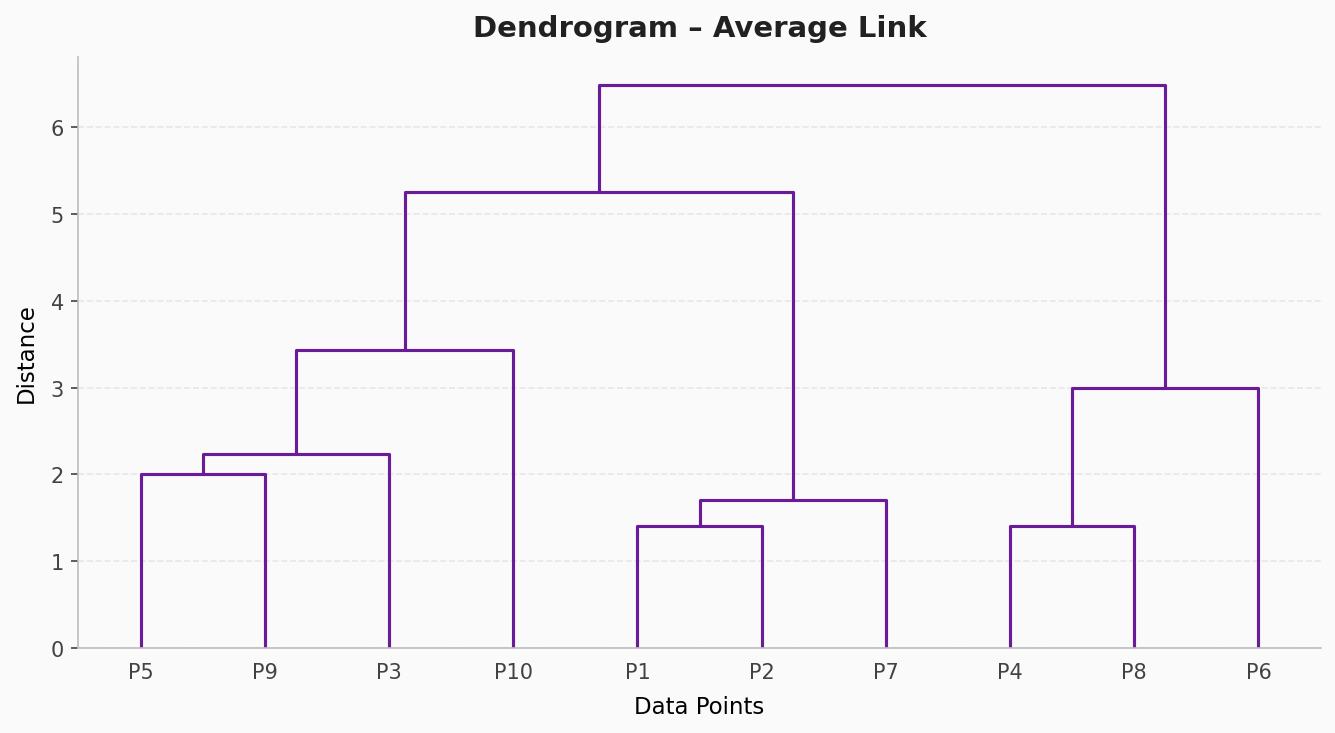 Dendrogram – Average Link
Distance
6
5
4
3
2
1
0
P5 P9 P3 P10 P1 P2 P7 P4 P8 P6
Data Points